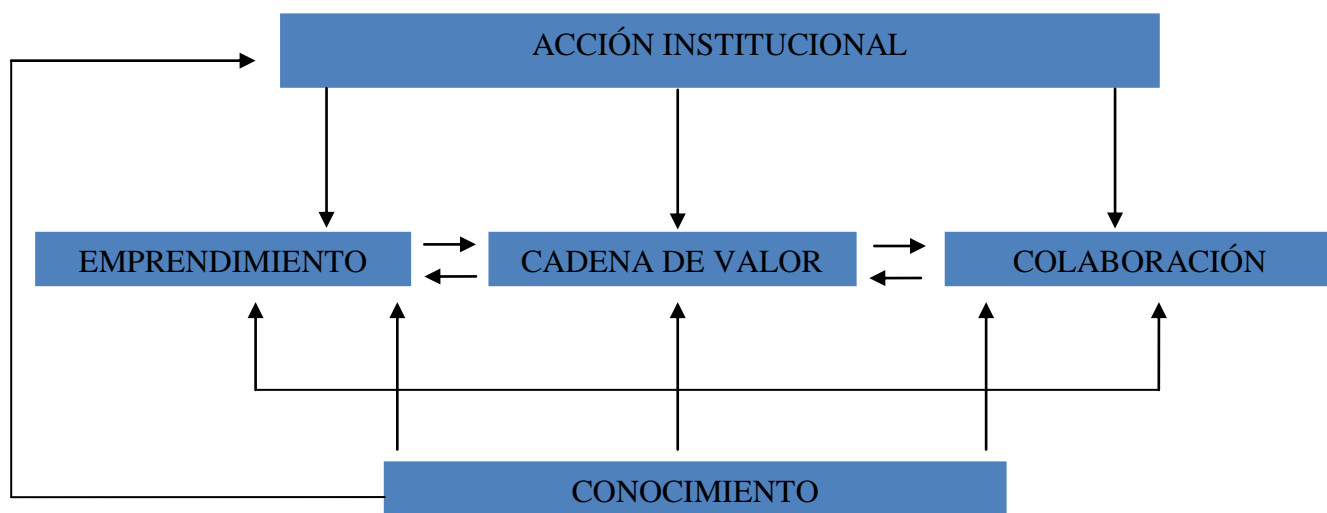 ACCIÓN INSTITUCIONAL
EMPRENDIMIENTO
CADENA DE VALOR
COLABORACIÓN
CONOCIMIENTO